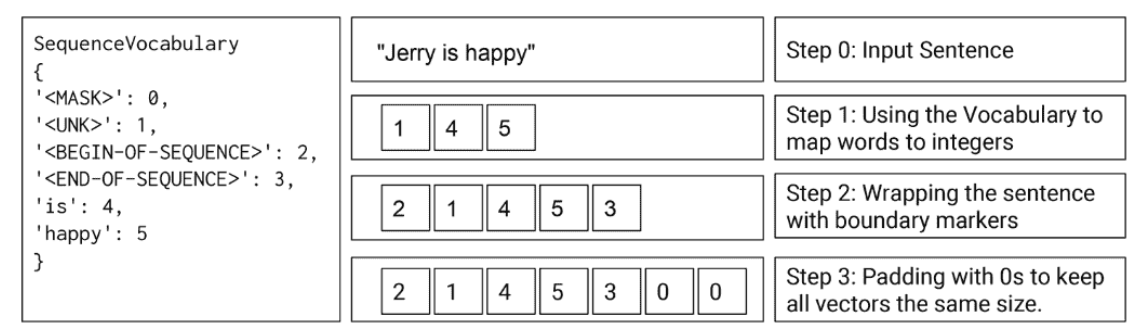 SequenceVocabulary
{
'<MASK>': 0,
'<UNK>': 1,
'<BEGIN-OF-SEQUENCE>': 2,
'<END-OF-SEQUENCE>': 3,
'is': 4,
'happy': 5
}
"Jerry is happy"
Step 0: Input Sentence
1 4 5
Step 1: Using the Vocabulary to
map words to integers
2 1 4 5 3
Step 2: Wrapping the sentence
with boundary markers
2 1 4 5 3 0 0
Step 3: Padding with 0s to keep
all vectors the same size.